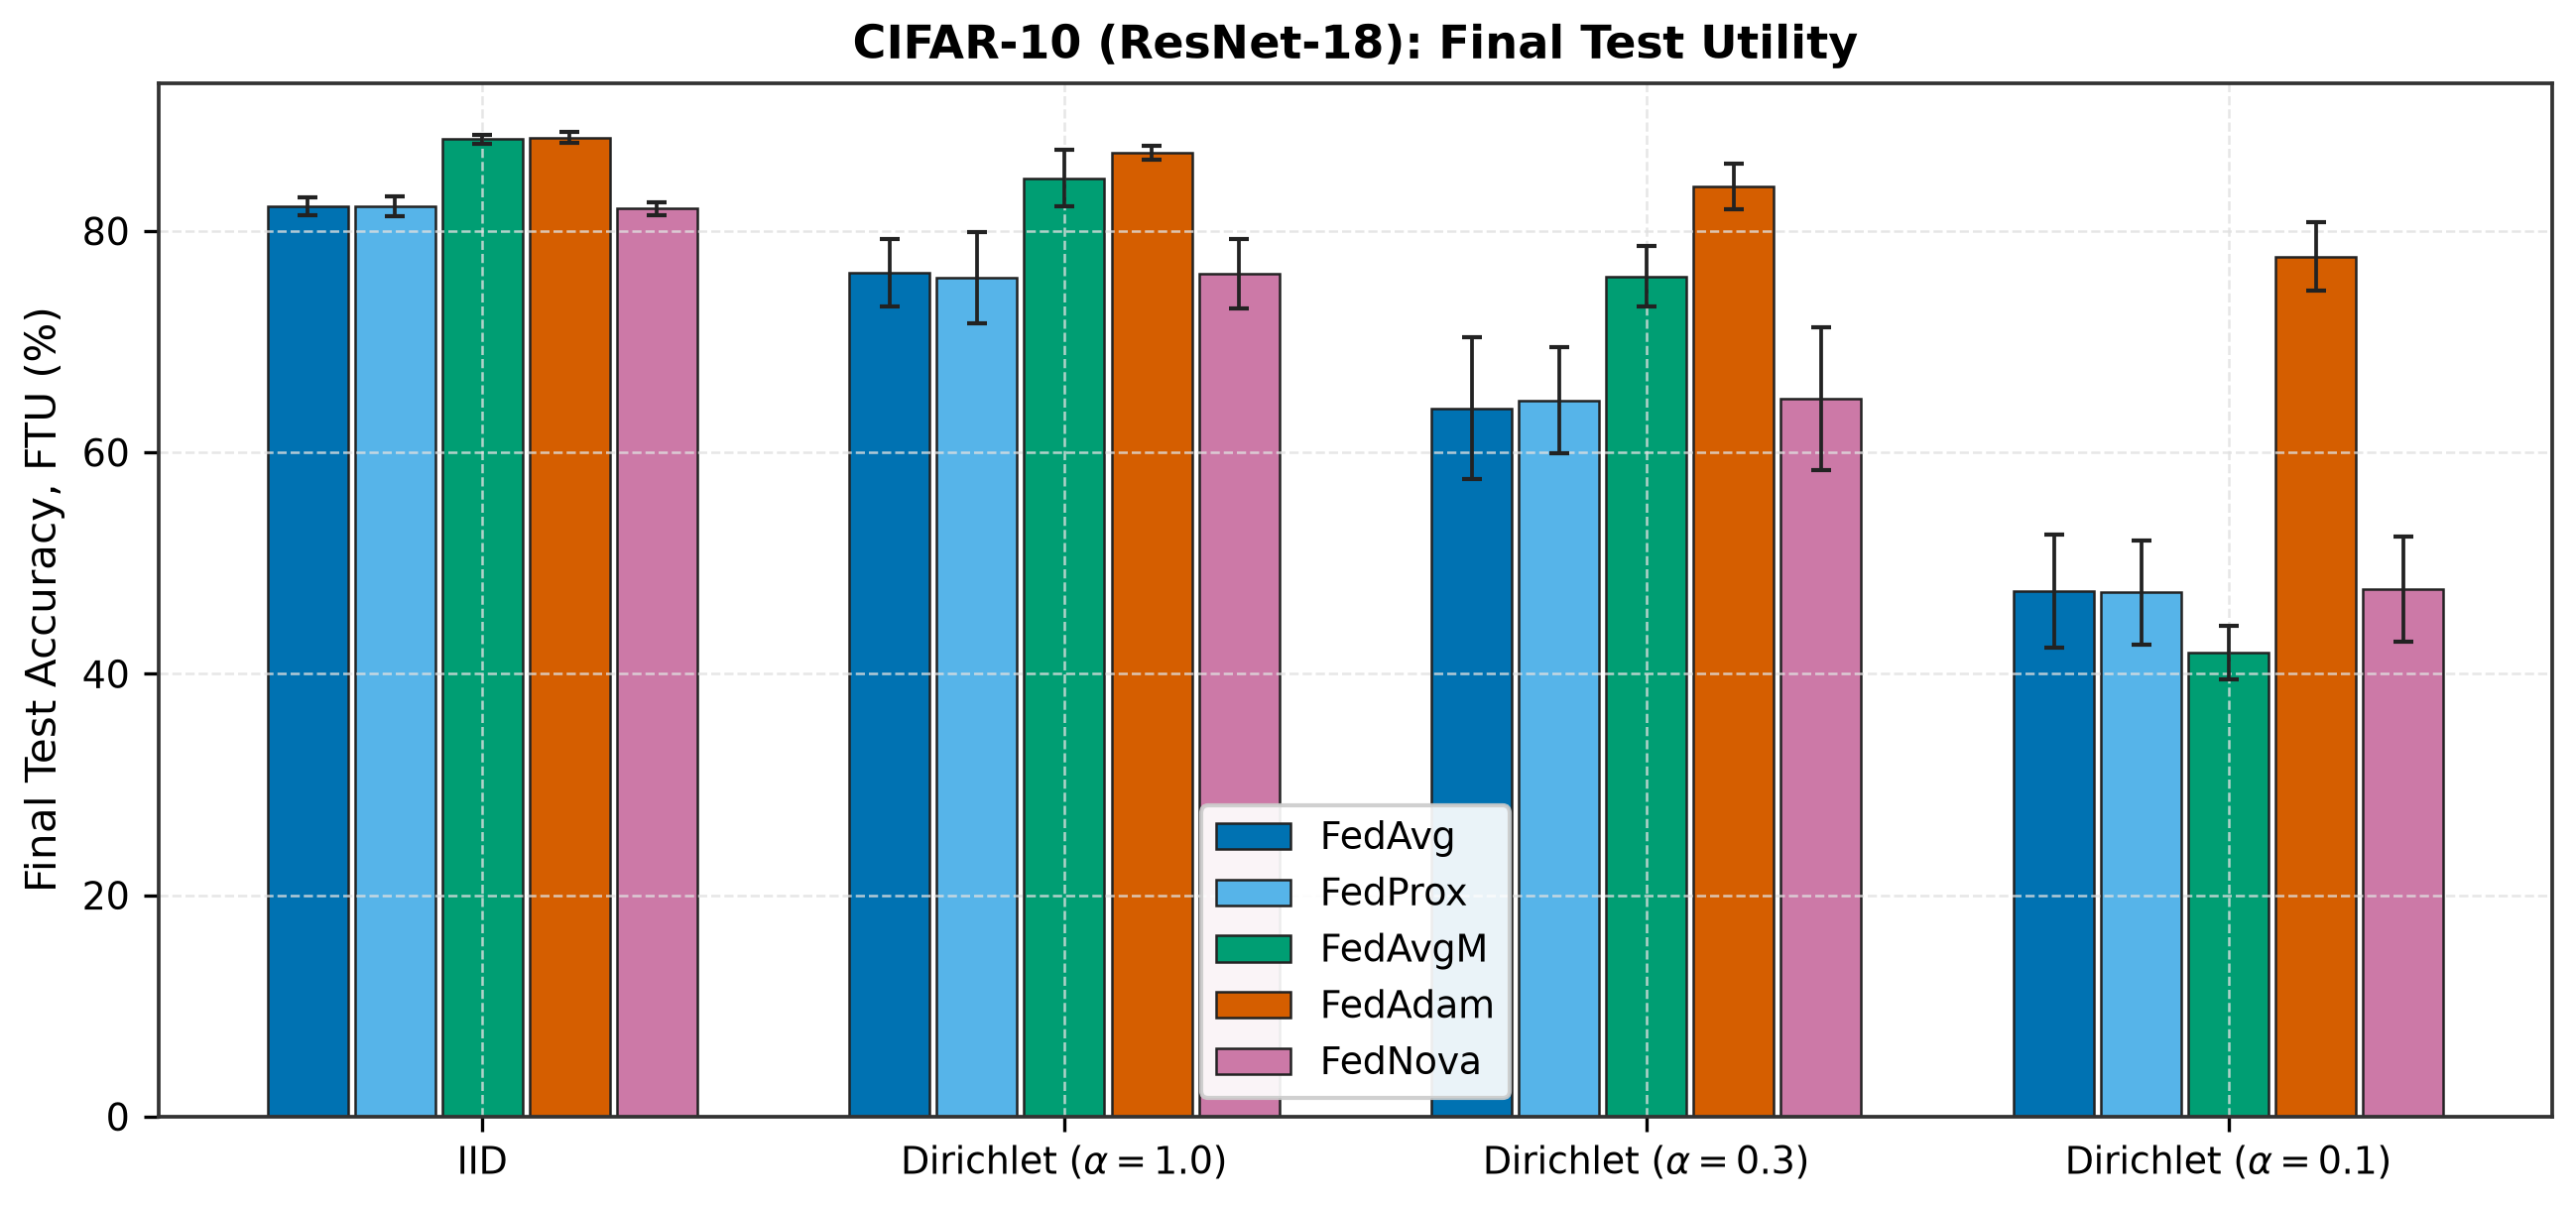 CIFAR-10 (ResNet-18): Final Test Utility
Final Test Accuracy, FTU (%)
80
60
40
20
0
FedAvg
FedProx
FedAvgM
FedAdam
FedNova
IID
Dirichlet (α = 1.0)
Dirichlet (α = 0.3)
Dirichlet (α = 0.1)